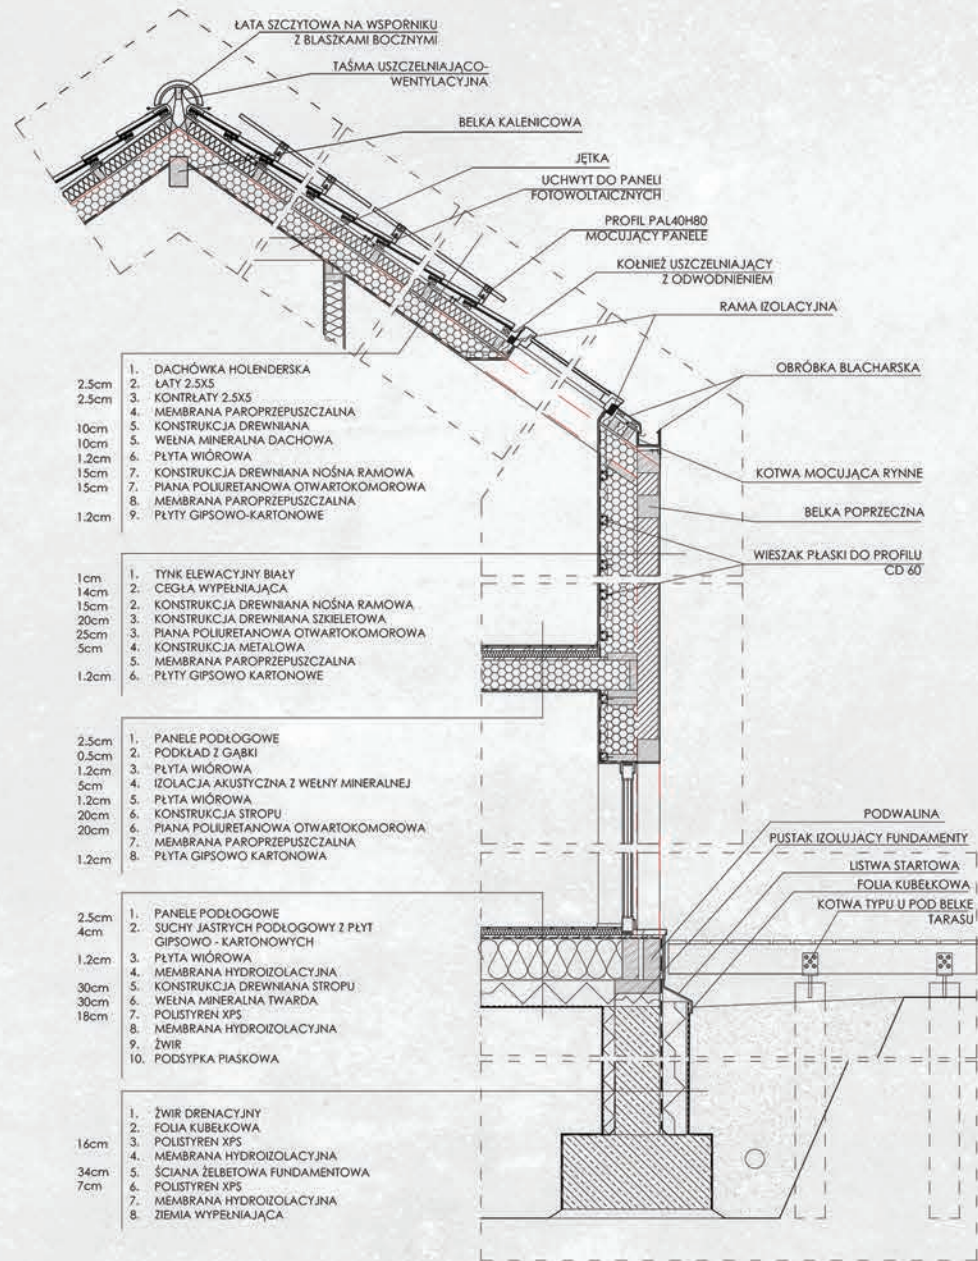 ŁATA SZCZYTOWA NA WSPORNIKU
Z BLASZKAMI BOCZNYMI
TAŚMA USZCZELNIAJĄCO-
WENTYLACYJNA
BELKA KALENICOWA
JĘTKA
UCHWYT DO PANELI
FOTOWOLTAICZNYCH
PROFIL PAL40H80
MOCUJĄCY PANELE
KOŁNIEŻ USZCZELNIAJĄCY
Z ODWODNIENIEM
RAMA IZOLACYJNA
OBRÓBKA BLACHARSKA
KOTWA MOCUJĄCA RYNNE
BELKA POPRZECZNA
WIESZAK PŁASKI DO PROFILU
CD 60
1. DACHÓWKA HOLENDERSKA
2.5cm 2. ŁATY 2.5X5
2.5cm 3. KONTRŁATY 2.5X5
4. MEMBRANA PAROPRZEPUSZCZALNA
10cm 5. KONSTRUKCJA DREWNIANA
10cm 5. WEŁNA MINERALNA DACHOWA
1.2cm 6. PŁYTA WIÓROWA
15cm 7. KONSTRUKCJA DREWNIANA NOŚNA RAMOWA
15cm 7. PIANA POLIURETANOWA OTWARTOKOMOROWA
8. MEMBRANA PAROPRZEPUSZCZALNA
1.2cm 9. PŁYTY GIPSOWO-KARTONOWE
1cm 1. TYNK ELEWACYJNY BIAŁY
14cm 2. CEGŁA WYPEŁNIAJĄCA
15cm 2. KONSTRUKCJA DREWNIANA NOŚNA RAMOWA
20cm 3. KONSTRUKCJA DREWNIANA SZKIELETOWA
25cm 3. PIANA POLIURETANOWA OTWARTOKOMOROWA
5cm 4. KONSTRUKCJA METALOWA
5. MEMBRANA PAROPRZEPUSZCZALNA
1.2cm 6. PŁYTY GIPSOWO KARTONOWE
2.5cm 1. PANELE PODŁOGOWE
0.5cm 2. PODKŁAD Z GĄBKI
1.2cm 3. PŁYTA WIÓROWA
5cm 4. IZOLACJA AKUSTYCZNA Z WEŁNY MINERALNEJ
1.2cm 5. PŁYTA WIÓROWA
20cm 6. KONSTRUKCJA STROPU
20cm 6. PIANA POLIURETANOWA OTWARTOKOMOROWA
7. MEMBRANA PAROPRZEPUSZCZALNA
1.2cm 8. PŁYTA GIPSOWO KARTONOWA
PODWALINA
PUSTAK IZOLUJACY FUNDAMENTY
LISTWA STARTOWA
FOLIA KUBEŁKOWA
KOTWA TYPU U POD BELKE
TARASU
2.5cm 1. PANELE PODŁOGOWE
4cm 2. SUCHY JASTRYCH PODŁOGOWY Z PŁYT
GIPSOWO - KARTONOWYCH
1.2cm 3. PŁYTA WIÓROWA
4. MEMBRANA HYDROIZOLACYJNA
30cm 5. KONSTRUKCJA DREWNIANA STROPU
30cm 6. WEŁNA MINERALNA TWARDA
18cm 7. POLISTYREN XPS
8. MEMBRANA HYDROIZOLACYJNA
9. ŻWIR
10. PODSYPKA PIASKOWA
1. ŻWIR DRENACYJNY
2. FOLIA KUBEŁKOWA
16cm 3. POLISTYREN XPS
4. MEMBRANA HYDROIZOLACYJNA
34cm 5. ŚCIANA ŻELBETOWA FUNDAMENTOWA
7cm 6. POLISTYREN XPS
7. MEMBRANA HYDROIZOLACYJNA
8. ZIEMIA WYPEŁNIAJĄCA